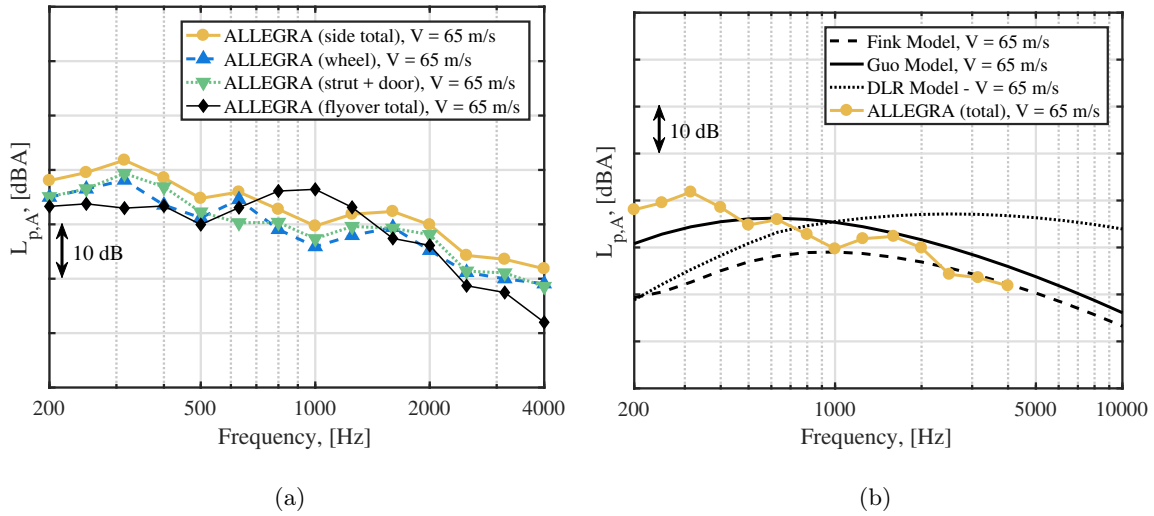 ALLEGRA (side total), V = 65 m/s
ALLEGRA (wheel), V = 65 m/s
ALLEGRA (strut + door), V = 65 m/s
ALLEGRA (flyover total), V = 65 m/s
L_{p,A}, [dBA]
10 dB
200 500 1000 2000 4000
Frequency, [Hz]
(a)
Fink Model, V = 65 m/s
Guo Model, V = 65 m/s
DLR Model - V = 65 m/s
ALLEGRA (total), V = 65 m/s
L_{p,A}, [dBA]
10 dB
200 1000 5000 10000
Frequency, [Hz]
(b)